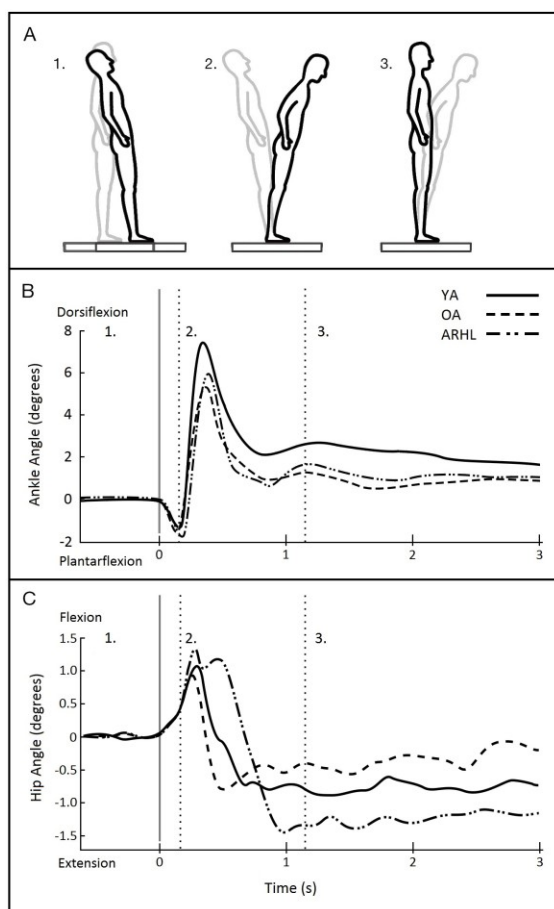 A
1.
2.
3.
B
YA
OA
ARHL
Dorsiflexion
1.
2.
3.
8
6
4
2
0
-2
Ankle Angle (degrees)
Plantarflexion
0
1
2
3
C
Flexion
1.
2.
3.
1.5
1.0
0.5
0
-0.5
-1.0
-1.5
Hip Angle (degrees)
Extension
0
1
2
3
Time (s)